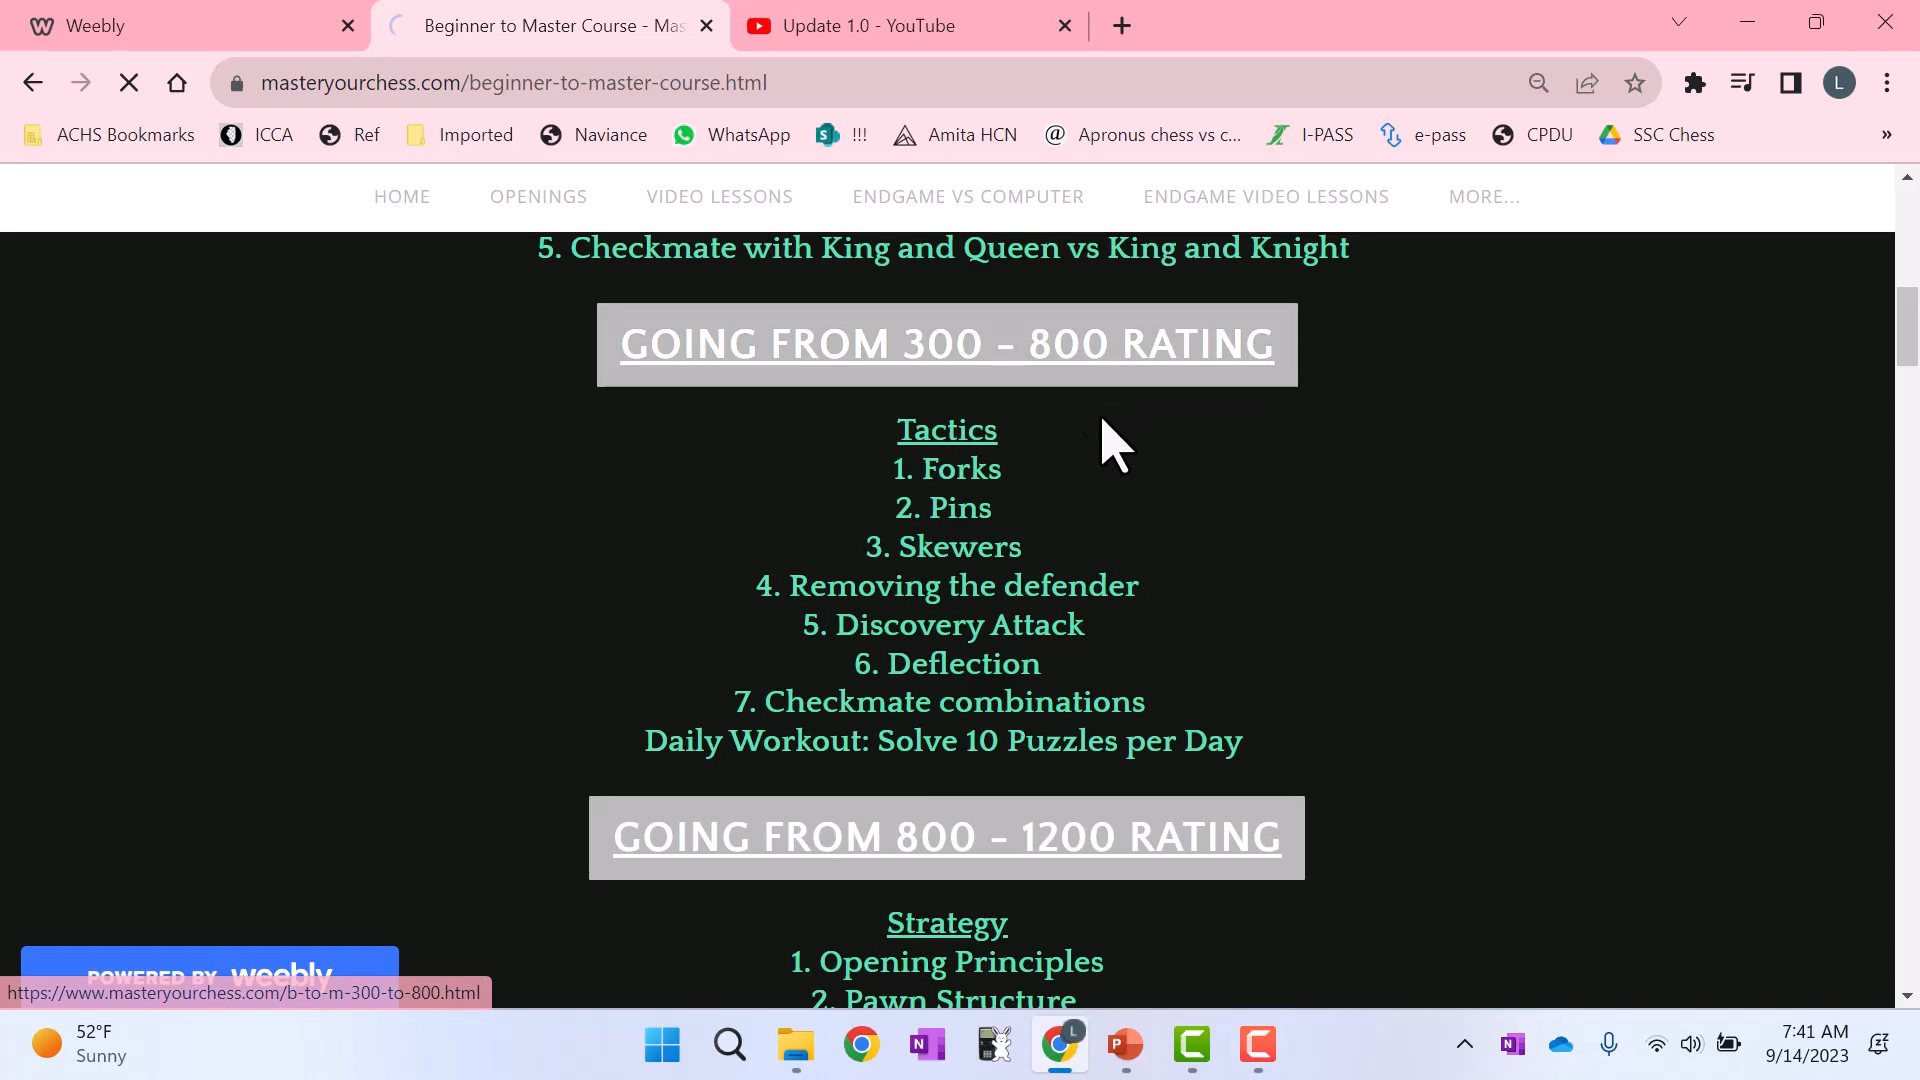 Weebly
Beginner to Master Course - Mas
Update 1.0 - YouTube
masteryourchess.com/beginner-to-master-course.html
L
ACHS Bookmarks
ICCA
Ref
Imported
Naviance
WhatsApp
!!!
Amita HCN
Apronus chess vs c...
I-PASS
e-pass
CPDU
SSC Chess
»
HOME
OPENINGS
VIDEO LESSONS
ENDGAME VS COMPUTER
ENDGAME VIDEO LESSONS
MORE...
5. Checkmate with King and Queen vs King and Knight
GOING FROM 300 – 800 RATING
Tactics
1. Forks
2. Pins
3. Skewers
4. Removing the defender
5. Discovery Attack
6. Deflection
7. Checkmate combinations
Daily Workout: Solve 10 Puzzles per Day
GOING FROM 800 – 1200 RATING
Strategy
1. Opening Principles
2. Pawn Structure
POWERED BY weebly
https://www.masteryourchess.com/b-to-m-300-to-800.html
52°F
Sunny
7:41 AM
9/14/2023